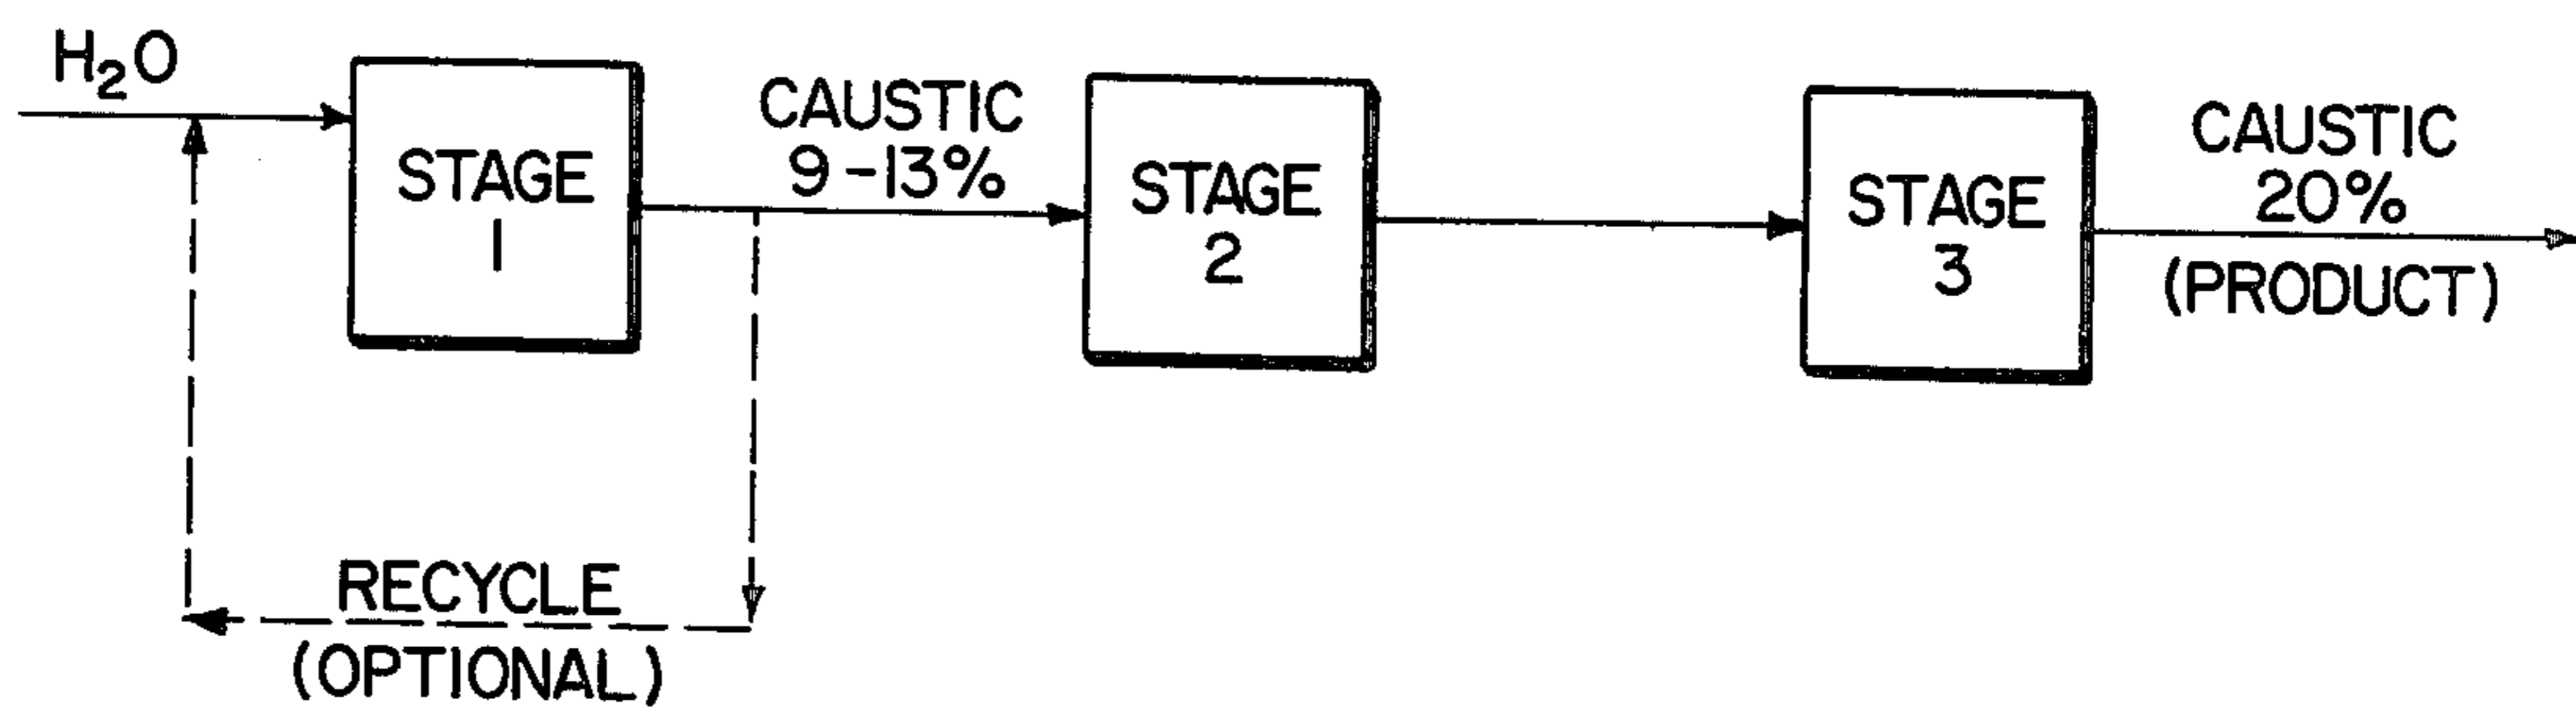 H₂O
STAGE
1
CAUSTIC
9-13%
STAGE
2
STAGE
3
CAUSTIC
20%
(PRODUCT)
RECYCLE
(OPTIONAL)